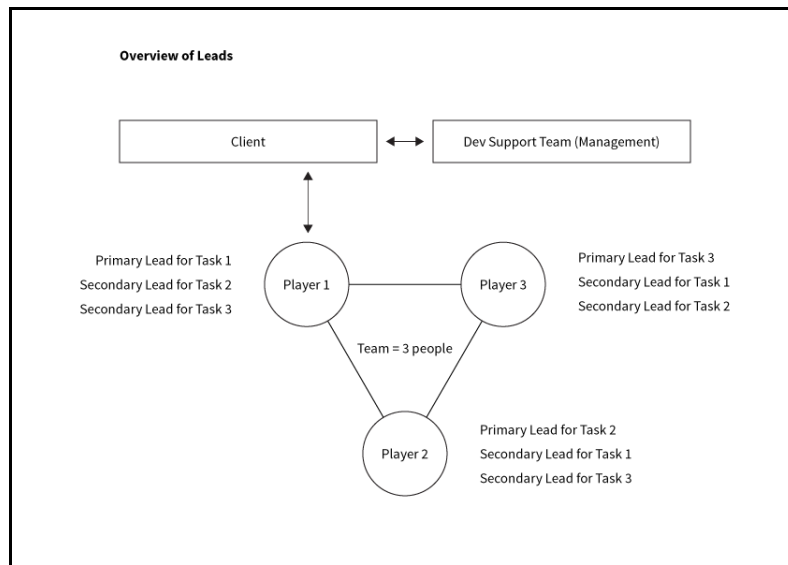 Overview of Leads
Client
Dev Support Team (Management)
Primary Lead for Task 1
Secondary Lead for Task 2
Secondary Lead for Task 3
Player 1
Player 3
Primary Lead for Task 3
Secondary Lead for Task 1
Secondary Lead for Task 2
Team = 3 people
Player 2
Primary Lead for Task 2
Secondary Lead for Task 1
Secondary Lead for Task 3